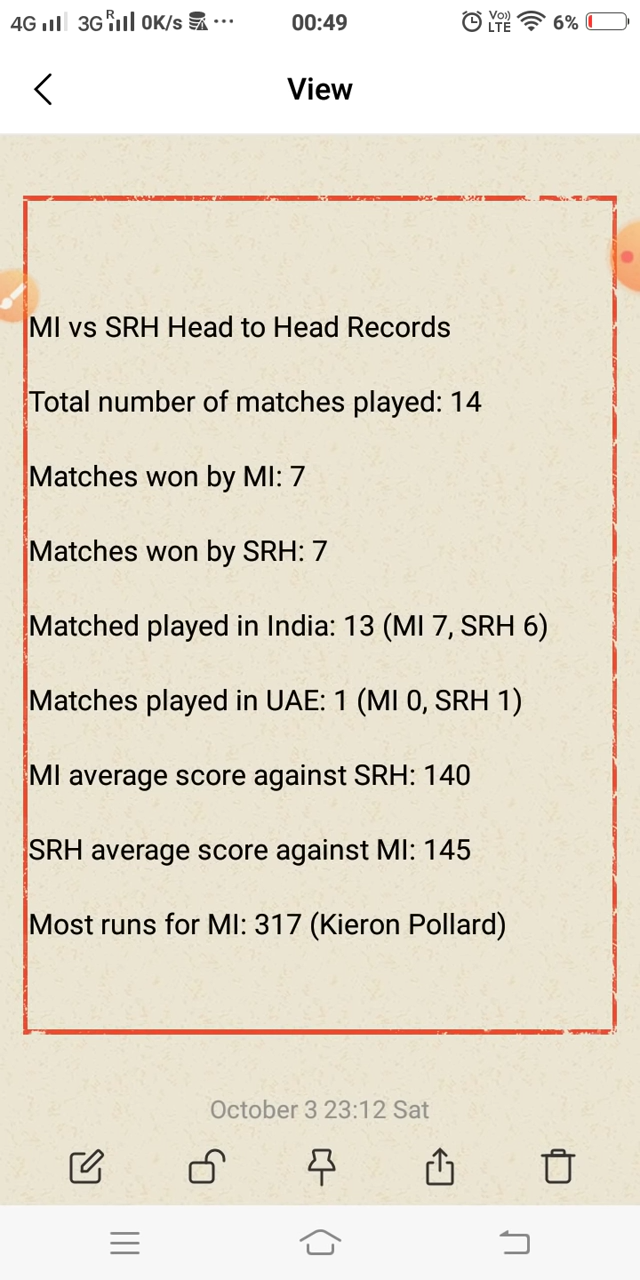 4G 3G R 0K/s ... 00:49 Vo)) LTE 6%
View
MI vs SRH Head to Head Records
Total number of matches played: 14
Matches won by MI: 7
Matches won by SRH: 7
Matched played in India: 13 (MI 7, SRH 6)
Matches played in UAE: 1 (MI 0, SRH 1)
MI average score against SRH: 140
SRH average score against MI: 145
Most runs for MI: 317 (Kieron Pollard)
October 3 23:12 Sat